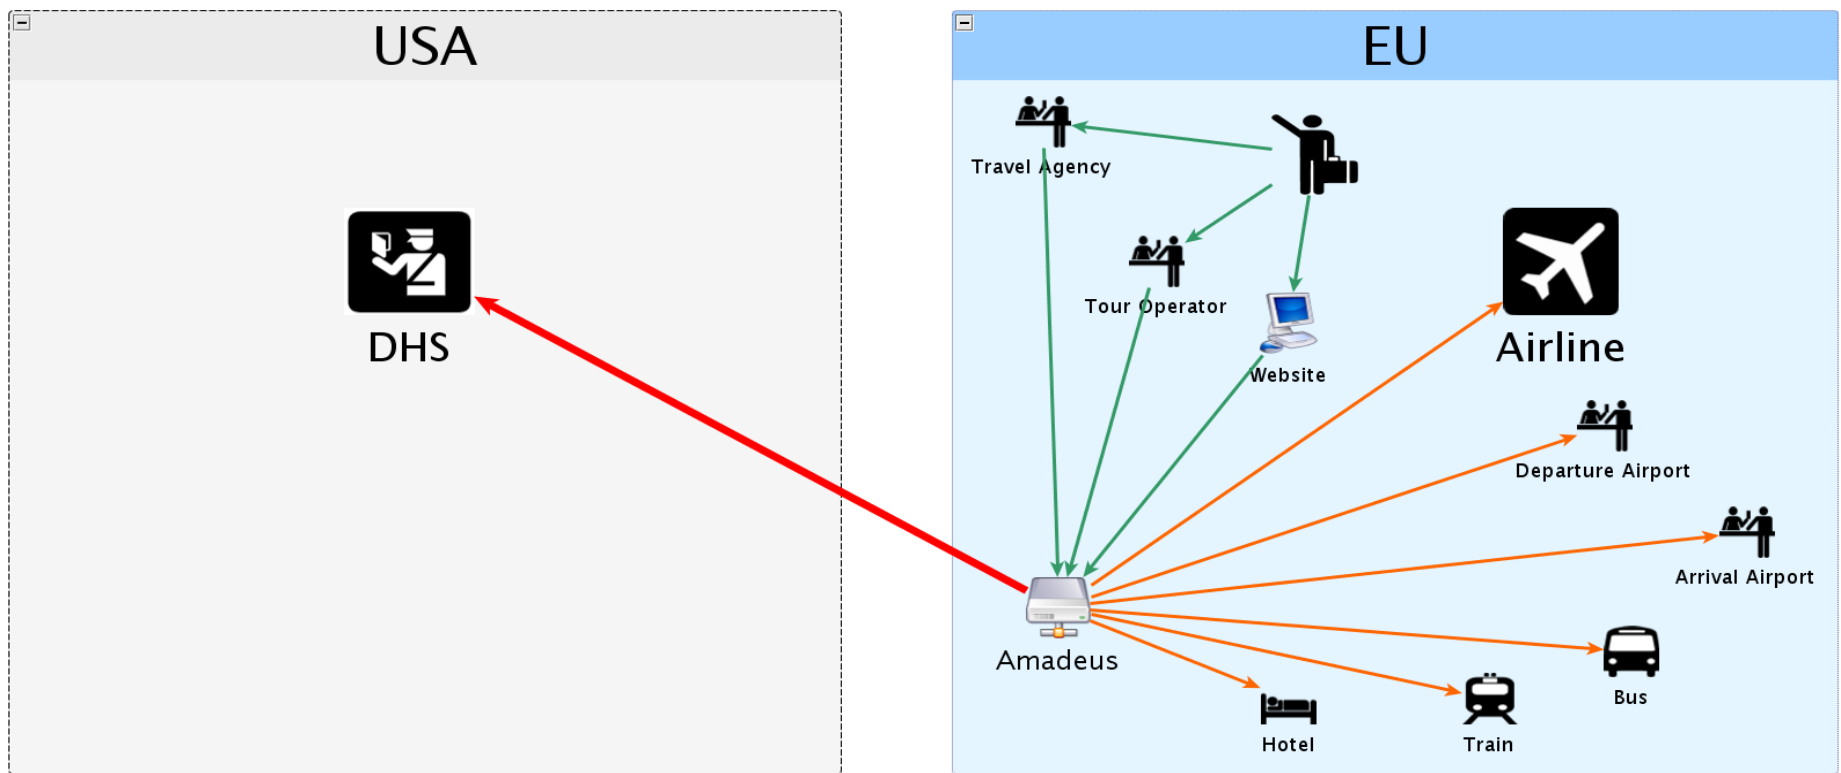 USA
EU
Travel Agency
Tour Operator
Website
DHS
Airline
Departure Airport
Arrival Airport
Amadeus
Bus
Hotel
Train